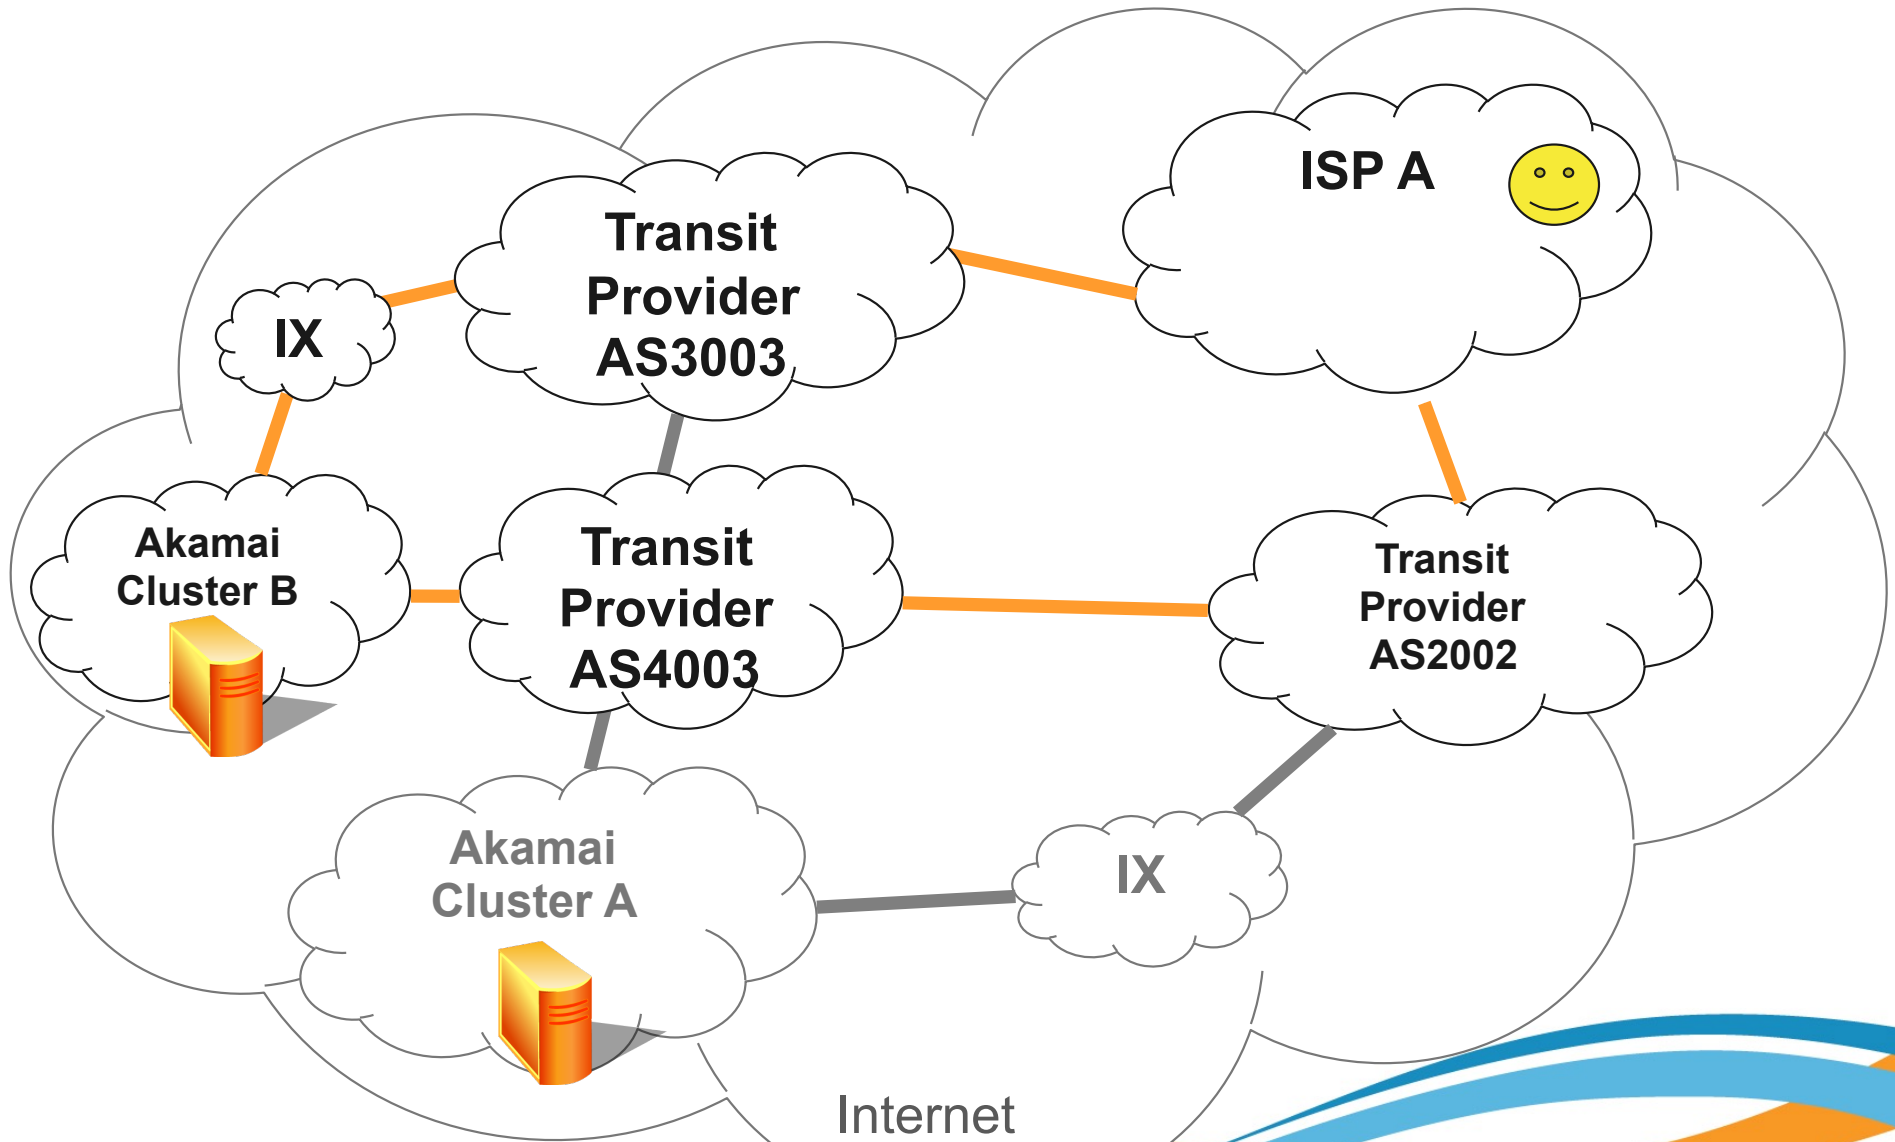 ISP A
Transit
Provider
AS3003
IX
Akamai
Cluster B
Transit
Provider
AS4003
Transit
Provider
AS2002
Akamai
Cluster A
IX
Internet